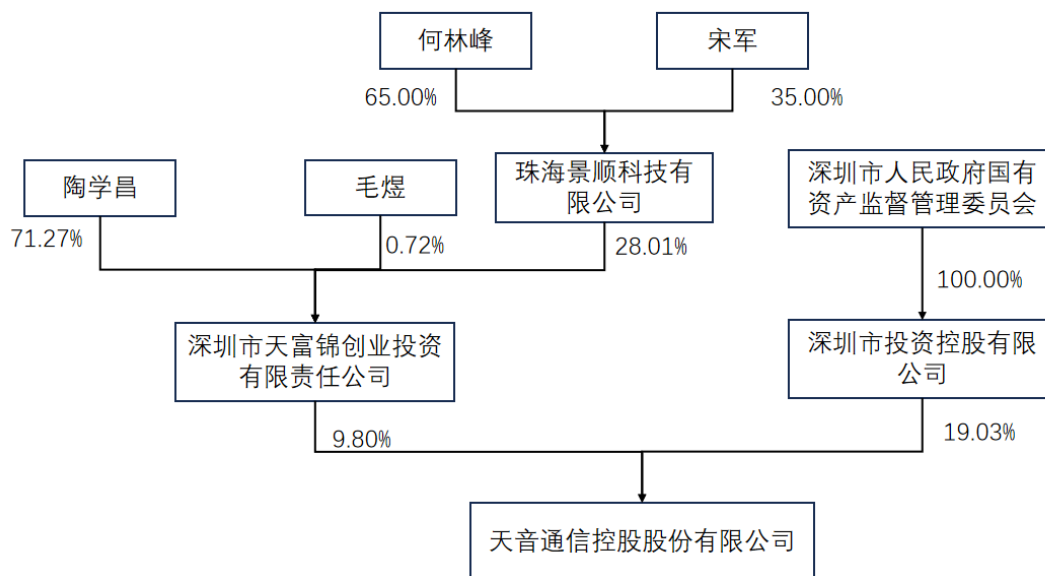 何林峰
宋军
65.00%
35.00%
陶学昌
毛煜
珠海景顺科技有
限公司
深圳市人民政府国有
资产监督管理委员会
71.27%
0.72%
28.01%
100.00%
深圳市天富锦创业投资
有限责任公司
深圳市投资控股有限
公司
9.80%
19.03%
天音通信控股股份有限公司